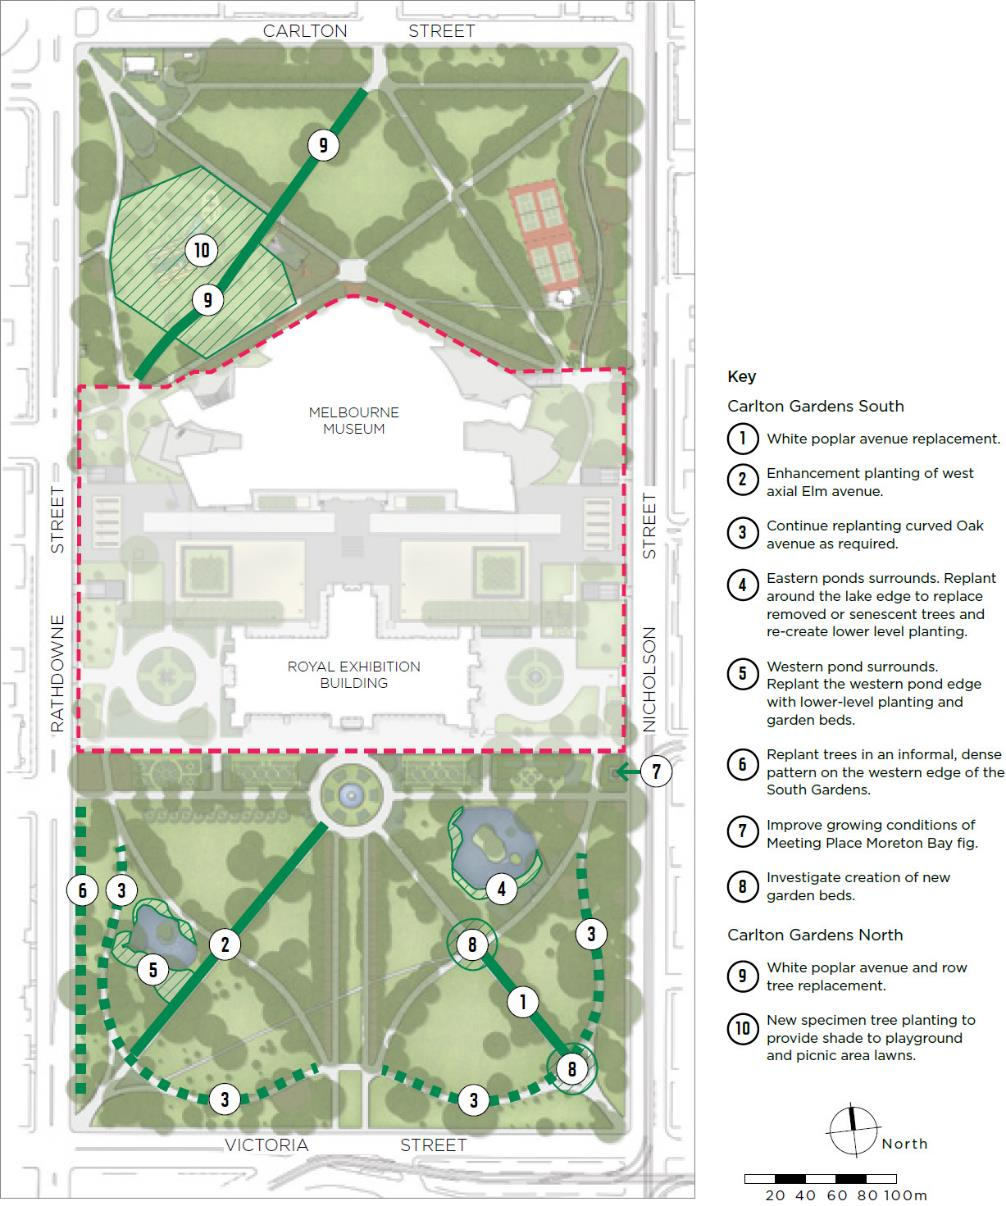 CARLTON STREET
9
10
9
MELBOURNE
MUSEUM
RATHDOWNE STREET
NICHOLSON STREET
ROYAL EXHIBITION
BUILDING
7
6
3
4
2
8
3
5
1
8
3
3
VICTORIA STREET
Key
Carlton Gardens South
1 White poplar avenue replacement.
2 Enhancement planting of west
axial Elm avenue.
3 Continue replanting curved Oak
avenue as required.
4 Eastern ponds surrounds. Replant
around the lake edge to replace
removed or senescent trees and
re-create lower level planting.
5 Western pond surrounds.
Replant the western pond edge
with lower-level planting and
garden beds.
6 Replant trees in an informal, dense
pattern on the western edge of the
South Gardens.
7 Improve growing conditions of
Meeting Place Moreton Bay fig.
8 Investigate creation of new
garden beds.
Carlton Gardens North
9 White poplar avenue and row
tree replacement.
10 New specimen tree planting to
provide shade to playground
and picnic area lawns.
North
20 40 60 80 100m